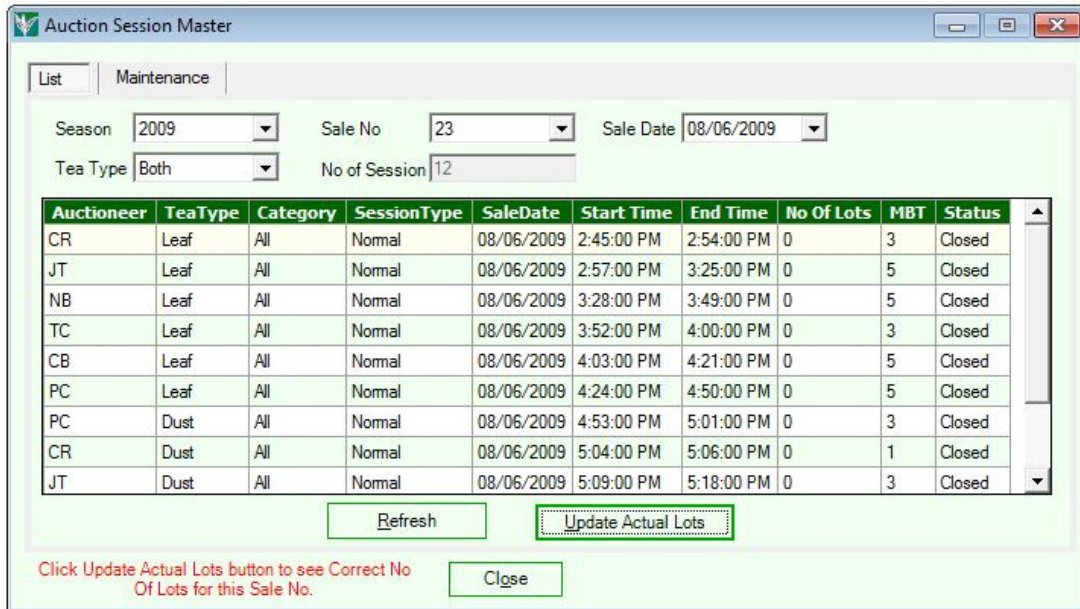 Auction Session Master
List Maintenance
Season 2009 Sale No 23 Sale Date 08/06/2009
Tea Type Both No of Session 12
Auctioneer TeaType Category SessionType SaleDate Start Time End Time No Of Lots MBT Status
CR Leaf All Normal 08/06/2009 2:45:00 PM 2:54:00 PM 0 3 Closed
JT Leaf All Normal 08/06/2009 2:57:00 PM 3:25:00 PM 0 5 Closed
NB Leaf All Normal 08/06/2009 3:28:00 PM 3:49:00 PM 0 5 Closed
TC Leaf All Normal 08/06/2009 3:52:00 PM 4:00:00 PM 0 3 Closed
CB Leaf All Normal 08/06/2009 4:03:00 PM 4:21:00 PM 0 5 Closed
PC Leaf All Normal 08/06/2009 4:24:00 PM 4:50:00 PM 0 5 Closed
PC Dust All Normal 08/06/2009 4:53:00 PM 5:01:00 PM 0 3 Closed
CR Dust All Normal 08/06/2009 5:04:00 PM 5:06:00 PM 0 1 Closed
JT Dust All Normal 08/06/2009 5:09:00 PM 5:18:00 PM 0 3 Closed
Refresh Update Actual Lots
Click Update Actual Lots button to see Correct No
Of Lots for this Sale No.
Close